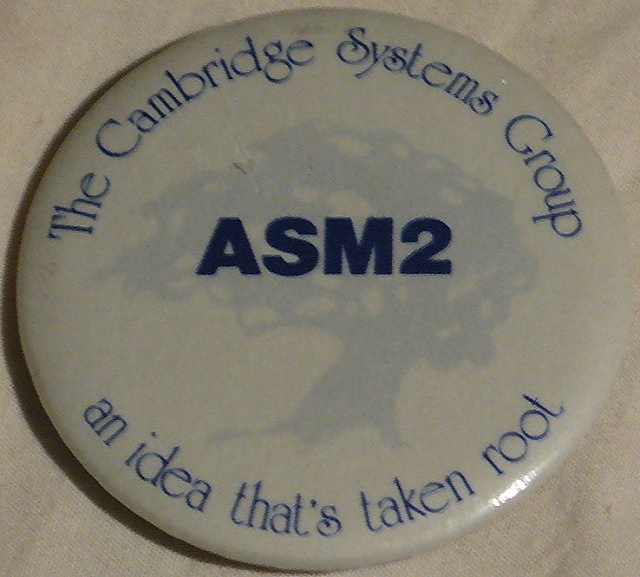 The Cambridge Systems Group
ASM2
an idea that's taken root